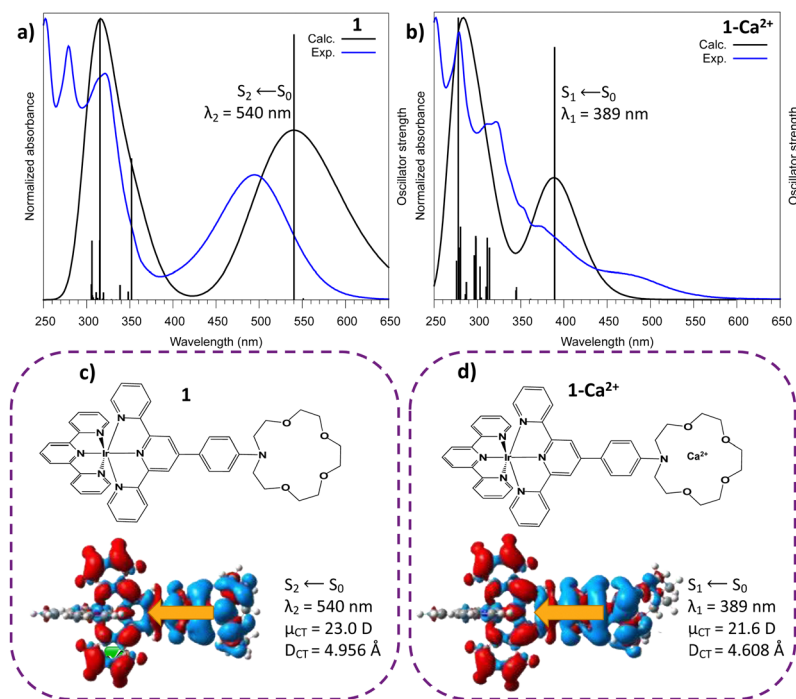 a)
1
Calc.
Exp.
S₂ ⟵S₀
λ₂ = 540 nm
Normalized absorbance
Oscillator strength
250 300 350 400 450 500 550 600 650
Wavelength (nm)
b)
1-Ca²⁺
Calc.
Exp.
S₁ ⟵S₀
λ₁ = 389 nm
Normalized absorbance
Oscillator strength
250 300 350 400 450 500 550 600 650
Wavelength (nm)
c)
1
N
N
N
Ir
N
N
N
N
O
O
O
O
S₂ ⟵ S₀
λ₂ = 540 nm
μCT = 23.0 D
DCT = 4.956 Å
d)
1-Ca²⁺
N
N
N
Ir
N
N
N
N
O
O
Ca²⁺
O
O
S₁ ⟵ S₀
λ₁ = 389 nm
μCT = 21.6 D
DCT = 4.608 Å